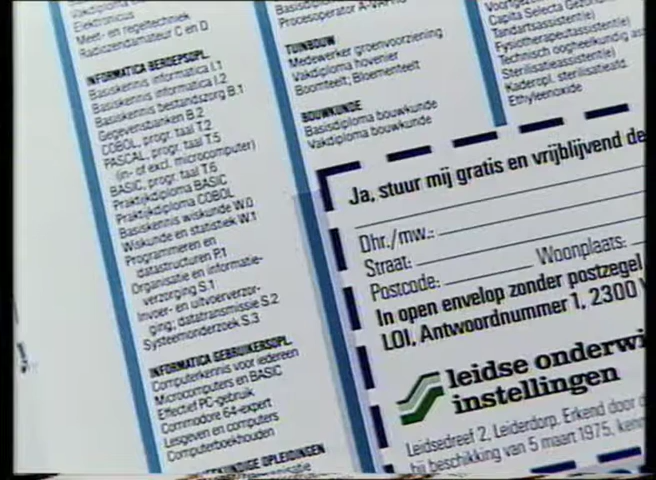 Elektronicus
Meet- en regeltechniek
Radiozendamateur C en D
INFORMATICA BEROEPSOPL.
Basiskennis informatica I.1
Basiskennis informatica I.2
Basiskennis bestandszorg B.1
Gegevensbanken B.2
COBOL, progr. taal T.2
PASCAL, progr. taal T.5
(in- of excl. microcomputer)
BASIC, progr. taal T.6
Praktijkdiploma BASIC
Praktijkdiploma COBOL
Basiskennis wiskunde W.0
Wiskunde en statistiek W.1
Programmeren en
datastructuren P.1
Organisatie en informatie-
verzorging S.1
Invoer- en uitvoerverzor-
ging; datatransmissie S.2
Systeemonderzoek S.3
INFORMATICA GEBRUIKERSOPL.
Computerkennis voor iedereen
Microcomputers en BASIC
Effectief PC-gebruik
Commodore 64-expert
Lesgeven en computers
Computerboekhouden
OPLEIDINGEN
Procesoperator
TUINBOUW
Medewerker groenvoorziening
Vakdiploma hovenier
Boomteelt; Bloementeelt
BOUWKUNDE
Basisdiploma bouwkunde
Vakdiploma bouwkunde
Capita Selecta
Tandartsassistent(e)
Fysiotherapeutassistent(e)
Technisch oogheelkundig
Sterilisatieassistent(e)
Kaderopl. sterilisatieafd.
Ethyleenoxide
Ja, stuur mij gratis en vrijblijvend de
Dhr./mw.:
Straat:
Postcode: Woonplaats:
In open envelop zonder postzegel
LOI, Antwoordnummer 1, 2300
leidse onderwi
instellingen
Leidsedreef 2, Leiderdorp. Erkend door
bij beschikking van 5 maart 1975,